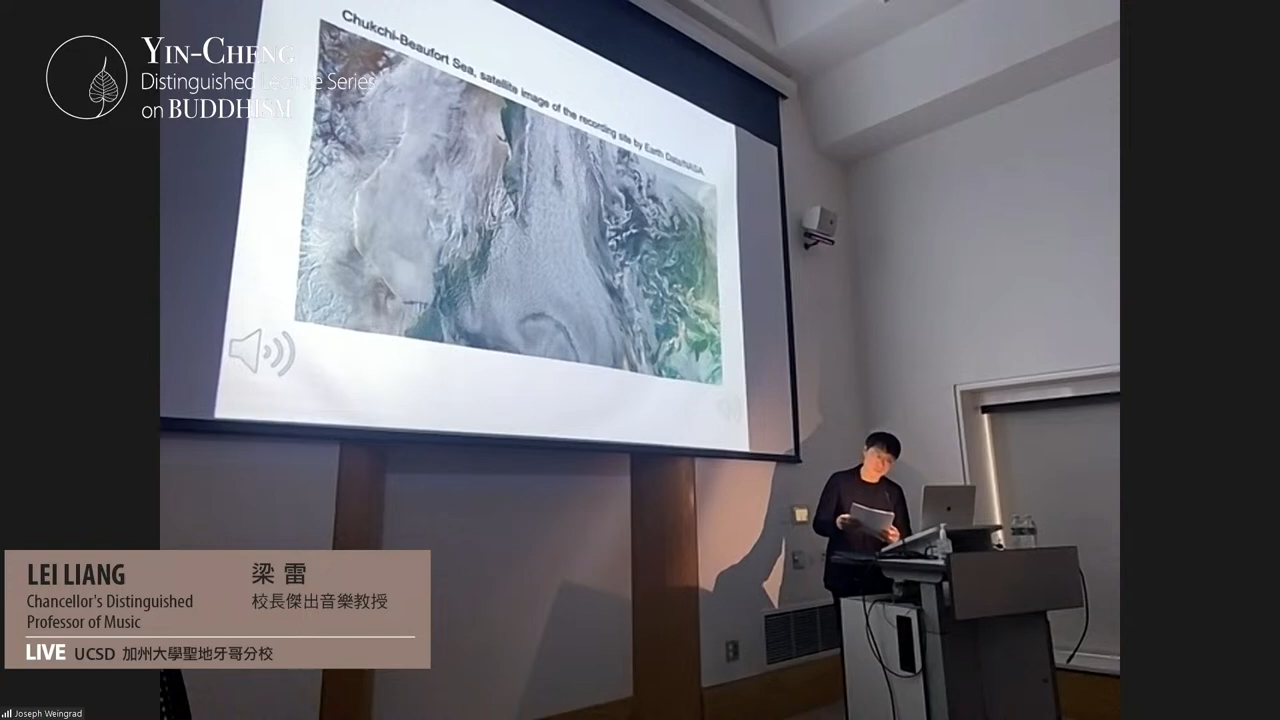 YIN-CHENG
Distinguished Lecture Series
on BUDDHISM
Chukchi-Beaufort Sea, satellite image of the recording site by Earth Data/NASA
LEI LIANG
梁 雷
Chancellor's Distinguished
Professor of Music
校長傑出音樂教授
LIVE UCSD 加州大學聖地牙哥分校
Joseph Weingrad